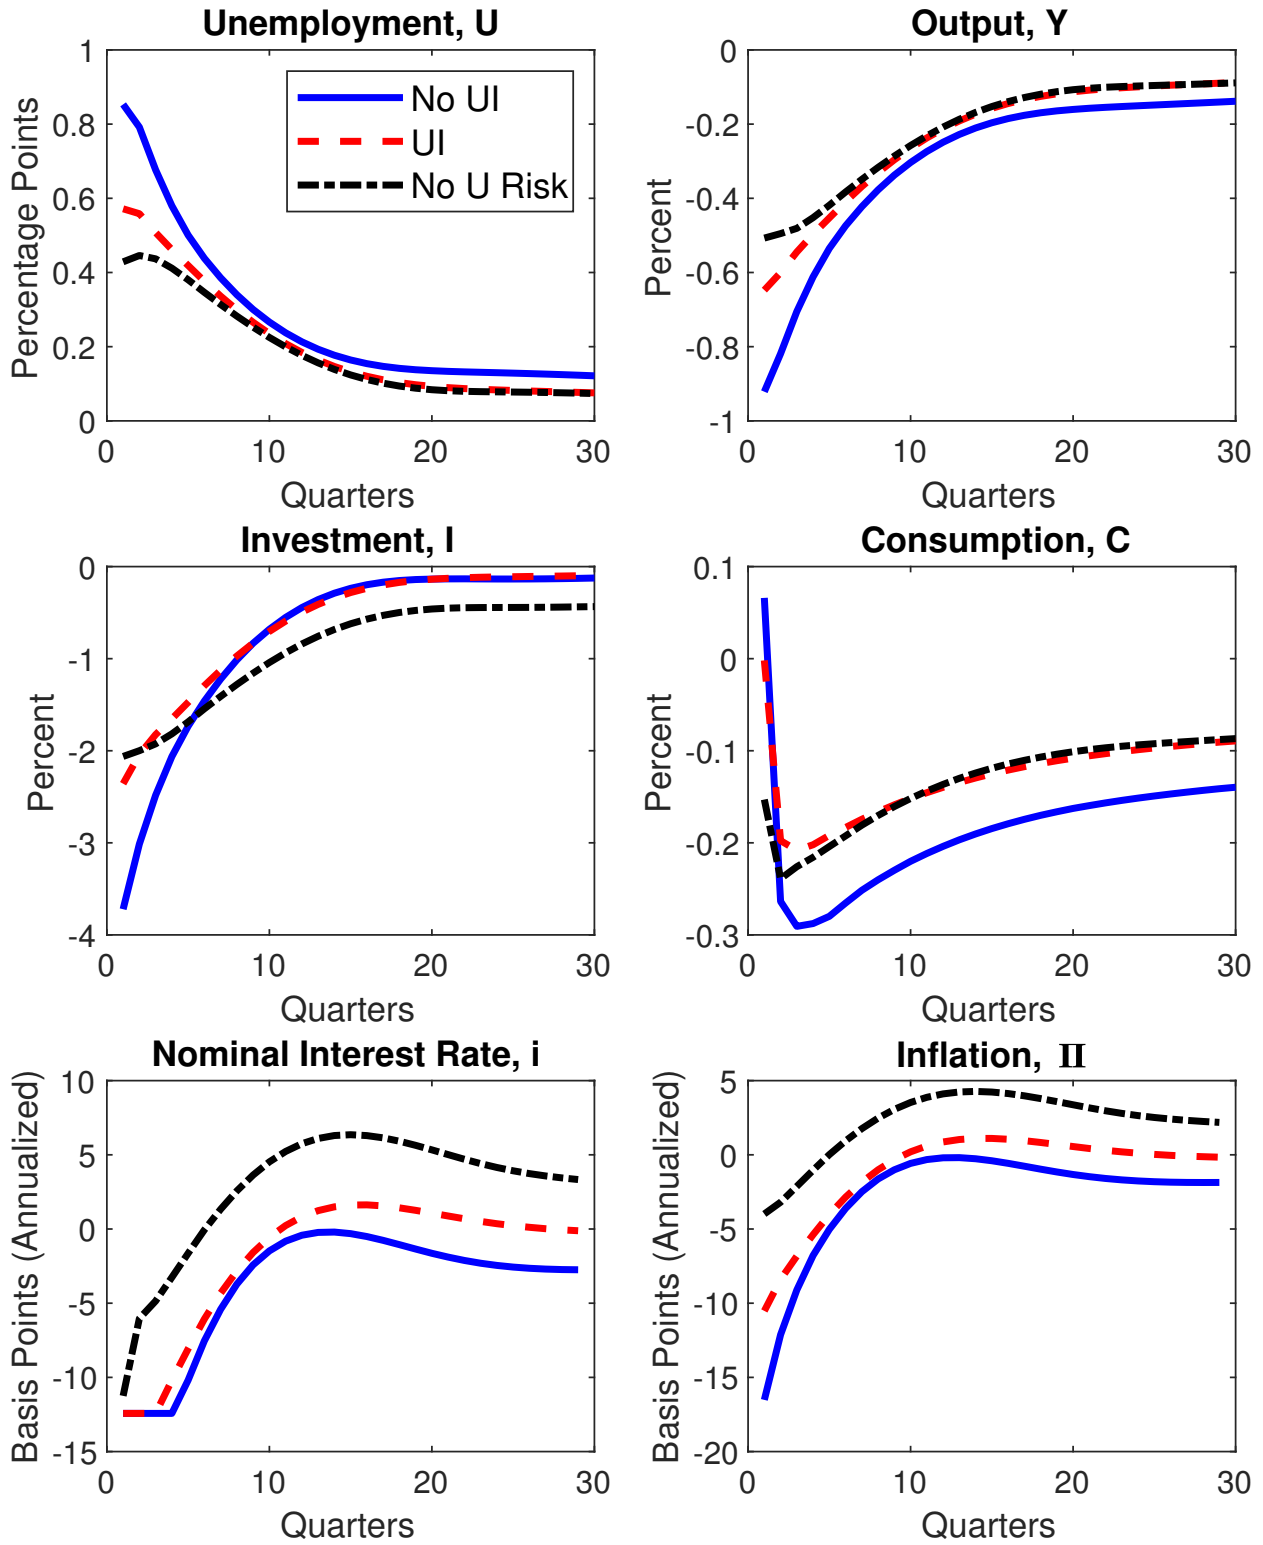 Unemployment, U
Percentage Points
1
0.8
0.6
0.4
0.2
0
No UI
UI
No U Risk
0 10 20 30
Quarters
Output, Y
Percent
0
-0.2
-0.4
-0.6
-0.8
-1
0 10 20 30
Quarters
Investment, I
Percent
0
-1
-2
-3
-4
0 10 20 30
Quarters
Consumption, C
Percent
0.1
0
-0.1
-0.2
-0.3
0 10 20 30
Quarters
Nominal Interest Rate, i
Basis Points (Annualized)
10
5
0
-5
-10
-15
0 10 20 30
Quarters
Inflation, Π
Basis Points (Annualized)
5
0
-5
-10
-15
-20
0 10 20 30
Quarters